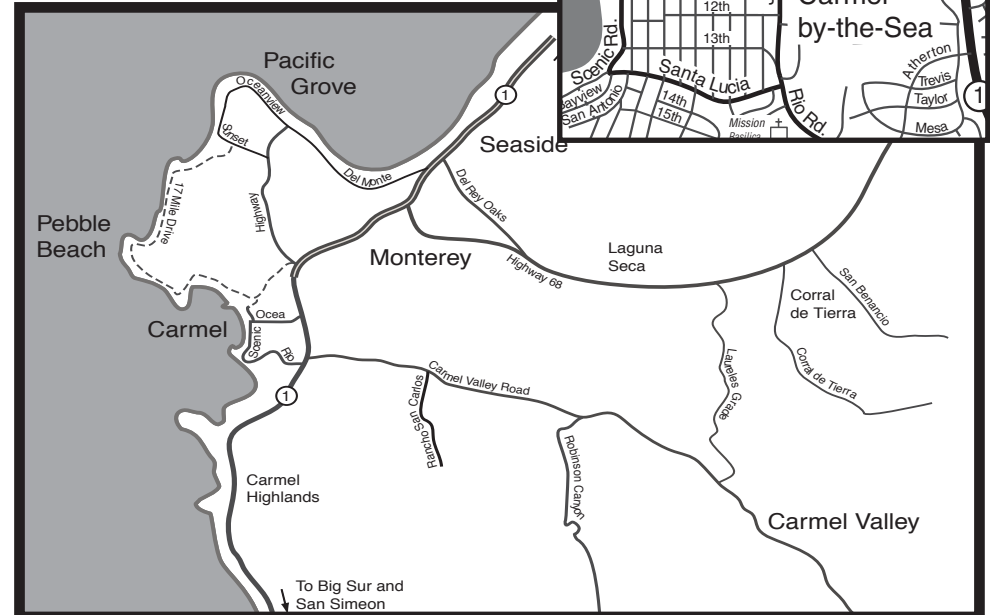 12th
Carmel
by-the-Sea
13th
Scenic Rd.
Santa Lucia
Atherton
Trevis
Taylor
Mesa
Bayview
San Antonio
14th
15th
Mission
Basilica
Rio Rd.
1
Pacific
Grove
Oceanview
Sunset
1
Seaside
Del Monte
Del Rey Oaks
17 Mile Drive
Highway
Pebble
Beach
Monterey
Highway 68
Laguna
Seca
San Benancio
Corral
de Tierra
Ocea
Carmel
Scenic
Rio
Corral de Tierra
Laureles Grade
Carmel Valley Road
1
Rancho San Carlos
Robinson Canyon
Carmel
Highlands
Carmel Valley
To Big Sur and
San Simeon